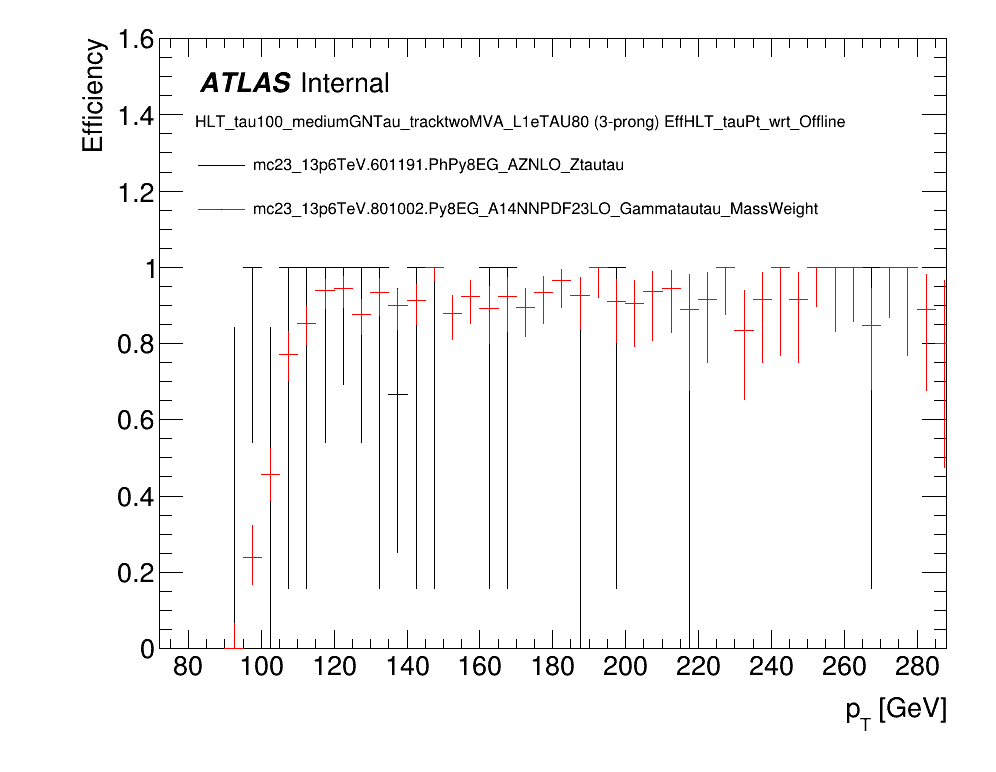 1.6
Efficiency
ATLAS Internal
1.4
HLT_tau100_mediumGNTau_tracktwoMVA_L1eTAU80 (3-prong) EffHLT_tauPt_wrt_Offline
mc23_13p6TeV.601191.PhPy8EG_AZNLO_Ztautau
1.2
mc23_13p6TeV.801002.Py8EG_A14NNPDF23LO_Gammatautau_MassWeight
1
0.8
0.6
0.4
0.2
0
80 100 120 140 160 180 200 220 240 260 280
p_T [GeV]